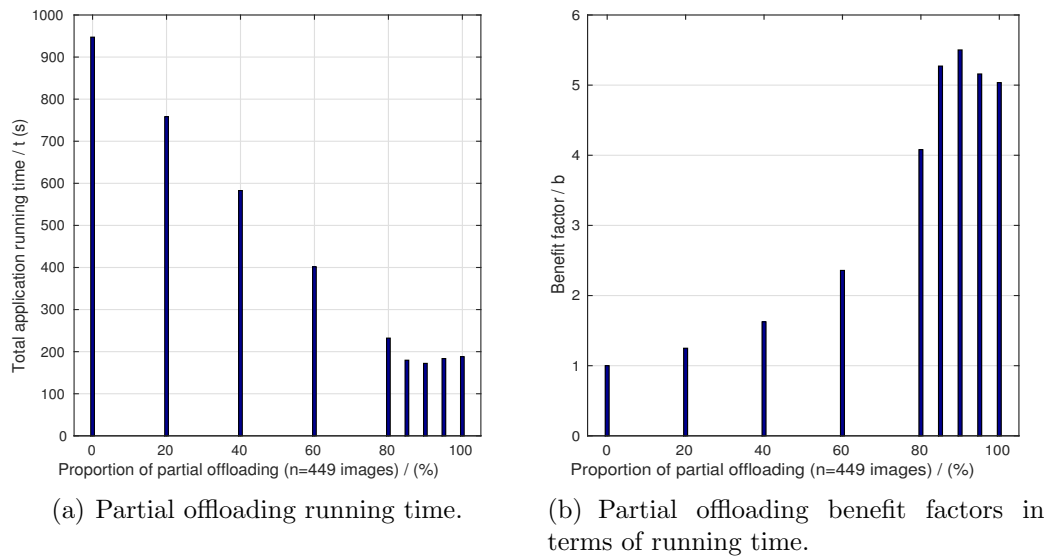 1000
900
800
700
600
500
400
300
200
100
0
Total application running time / t (s)
0 20 40 60 80 100
Proportion of partial offloading (n=449 images) / (%)
(a) Partial offloading running time.
6
5
4
3
2
1
0
Benefit factor / b
0 20 40 60 80 100
Proportion of partial offloading (n=449 images) / (%)
(b) Partial offloading benefit factors in
terms of running time.